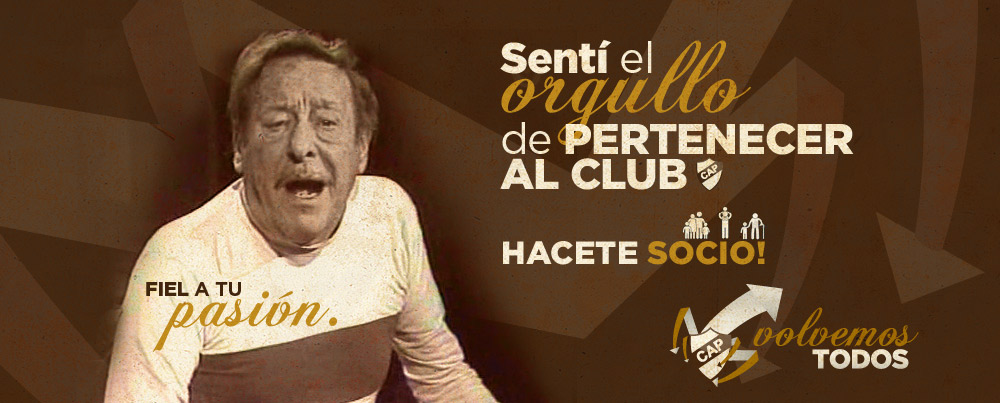 Sentí el
orgullo
de PERTENECER
AL CLUB CAP
HACETE SOCIO!
FIEL A TU
pasión.
CAP
volvemos
TODOS